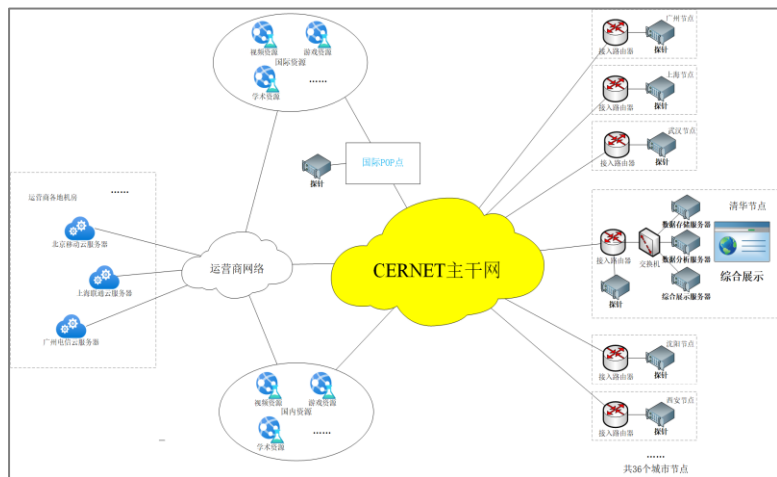 视频资源
游戏资源
国际资源
学术资源
……
国际POP点
探针
运营商各地机房
……
北京移动云服务器
上海联通云服务器
广州电信云服务器
运营商网络
CERNET主干网
视频资源
游戏资源
国内资源
学术资源
……
广州节点
接入路由器
探针
上海节点
接入路由器
探针
武汉节点
接入路由器
探针
清华节点
数据存储服务器
接入路由器
交换机
数据分析服务器
综合展示
探针
综合展示服务器
沈阳节点
接入路由器
探针
西安节点
接入路由器
探针
……
共36个城市节点